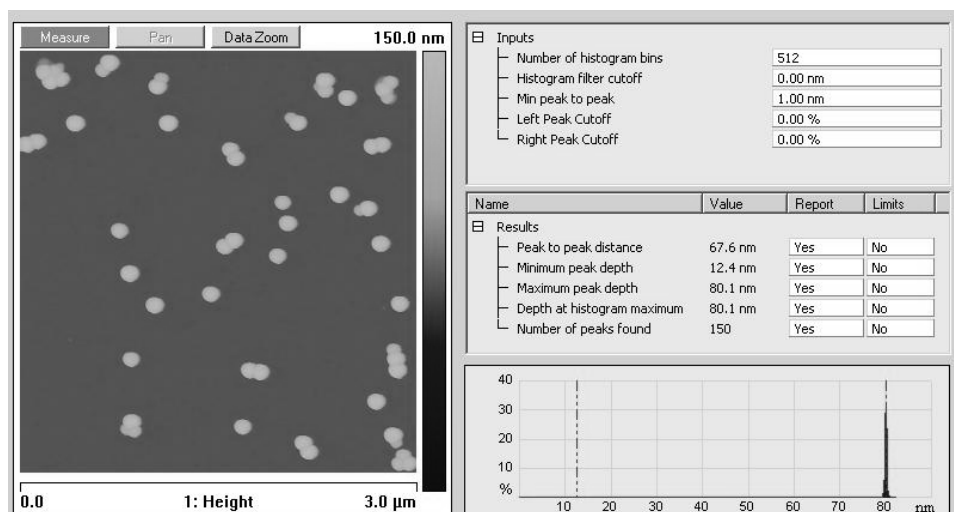 Measure Pan Data Zoom 150.0 nm
0.0 1: Height 3.0 µm
Inputs
Number of histogram bins 512
Histogram filter cutoff 0.00 nm
Min peak to peak 1.00 nm
Left Peak Cutoff 0.00 %
Right Peak Cutoff 0.00 %
Name Value Report Limits
Results
Peak to peak distance 67.6 nm Yes No
Minimum peak depth 12.4 nm Yes No
Maximum peak depth 80.1 nm Yes No
Depth at histogram maximum 80.1 nm Yes No
Number of peaks found 150 Yes No
40
30
20
10
%
10 20 30 40 50 60 70 80 nm